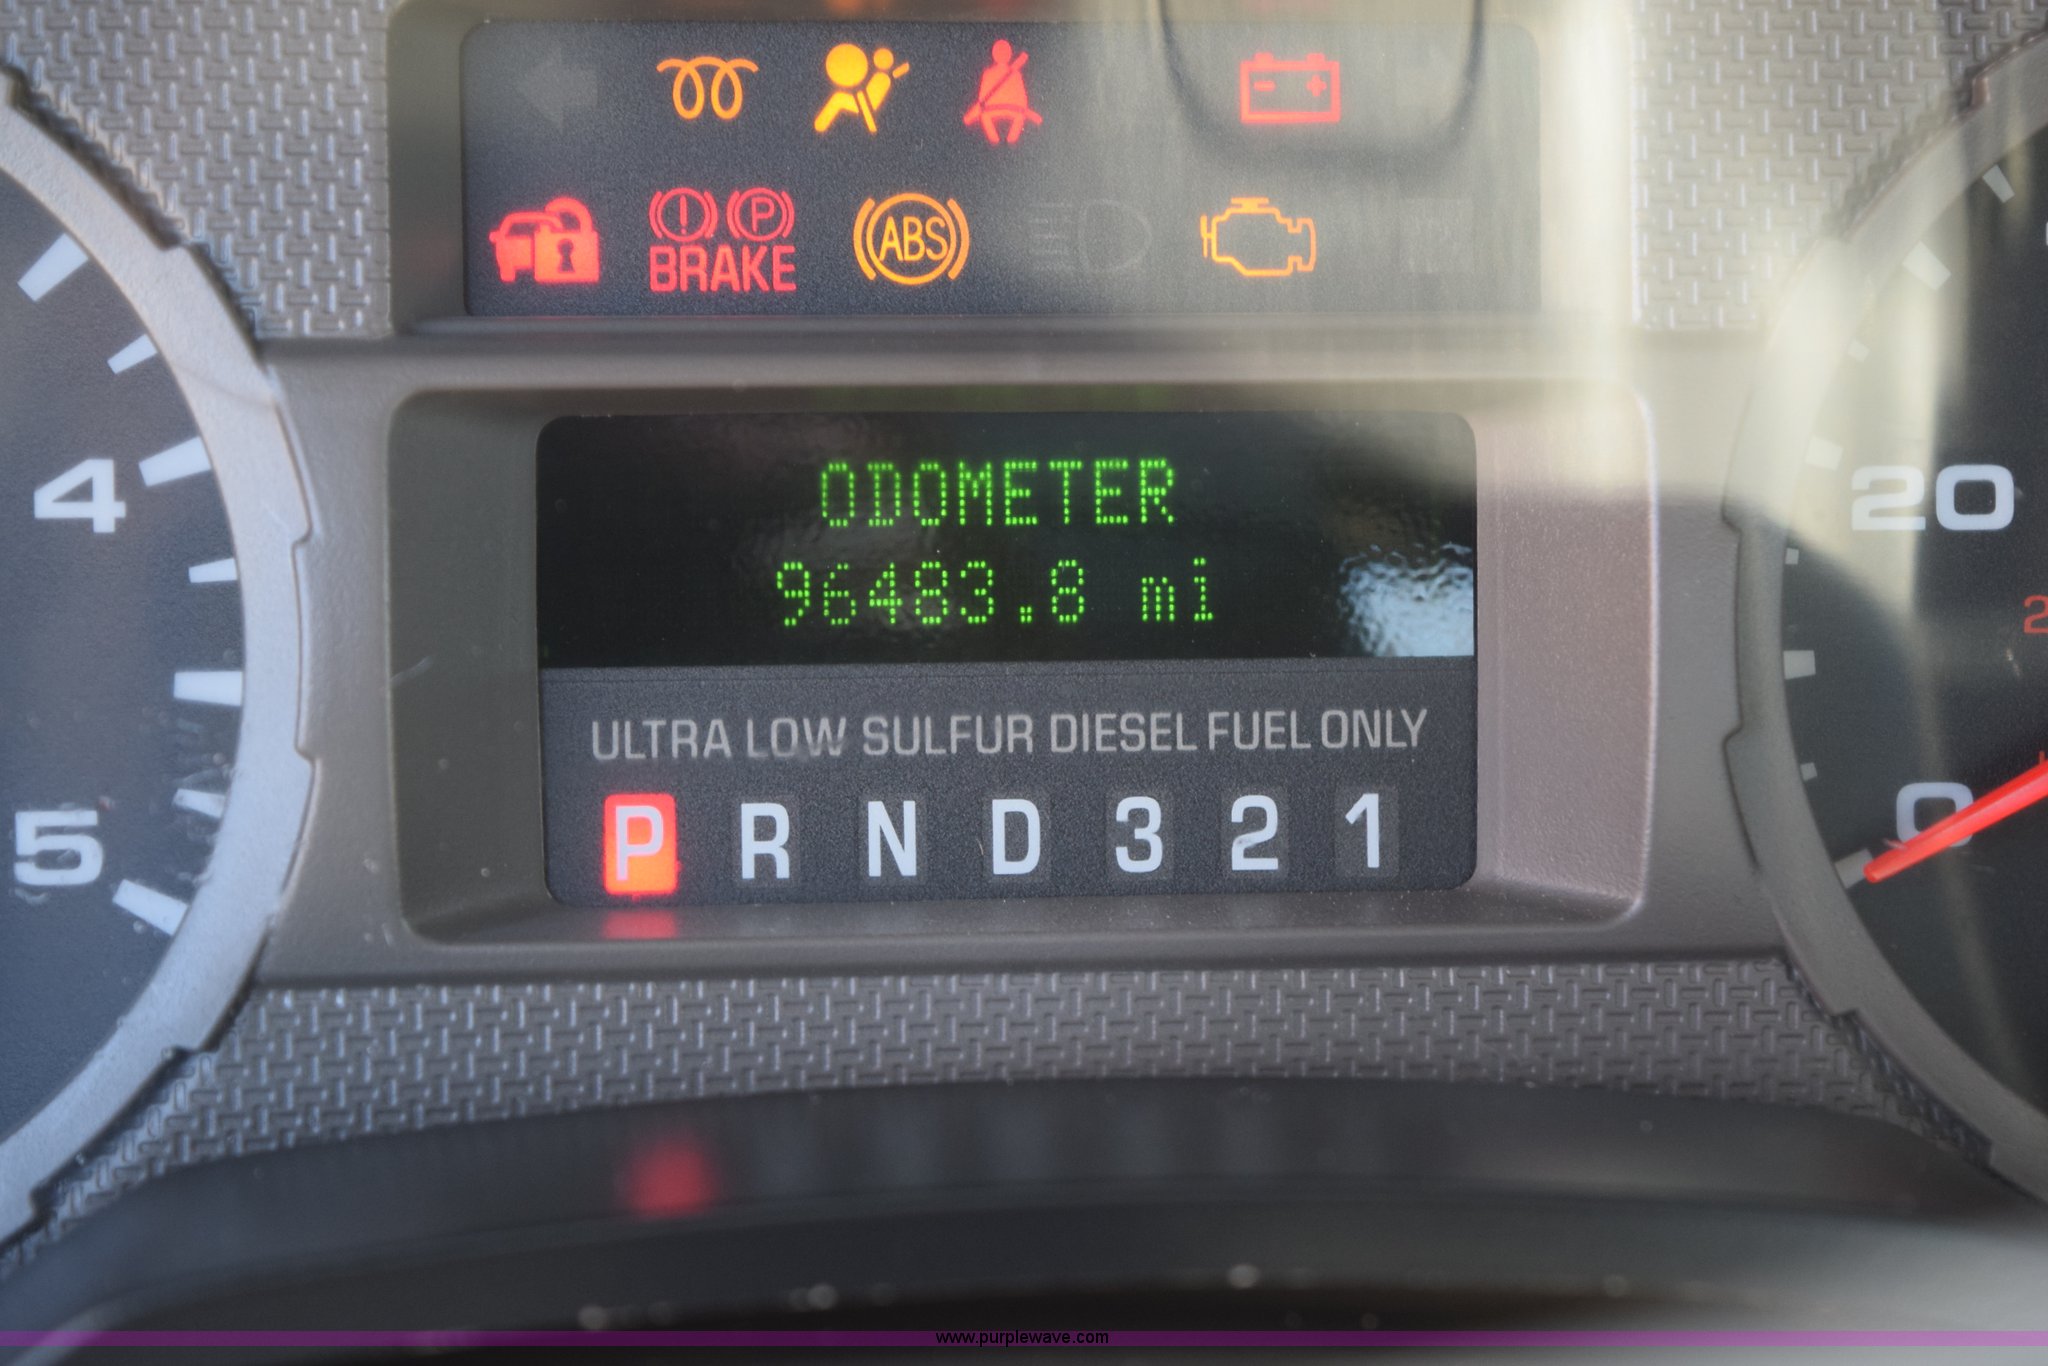 BRAKE
ABS
ODOMETER
96483.8 mi
ULTRA LOW SULFUR DIESEL FUEL ONLY
P R N D 3 2 1
4
5
20
2
0
www.purplewave.com